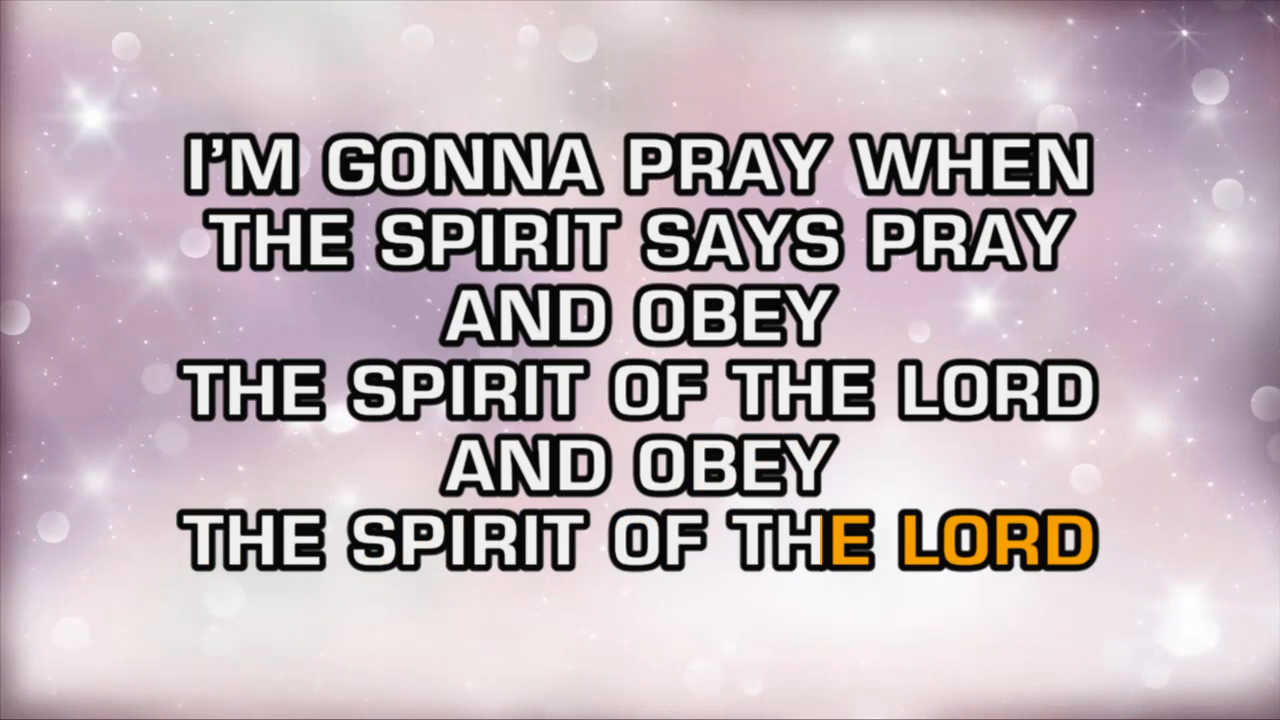 I’M GONNA PRAY WHEN
THE SPIRIT SAYS PRAY
AND OBEY
THE SPIRIT OF THE LORD
AND OBEY
THE SPIRIT OF THE LORD